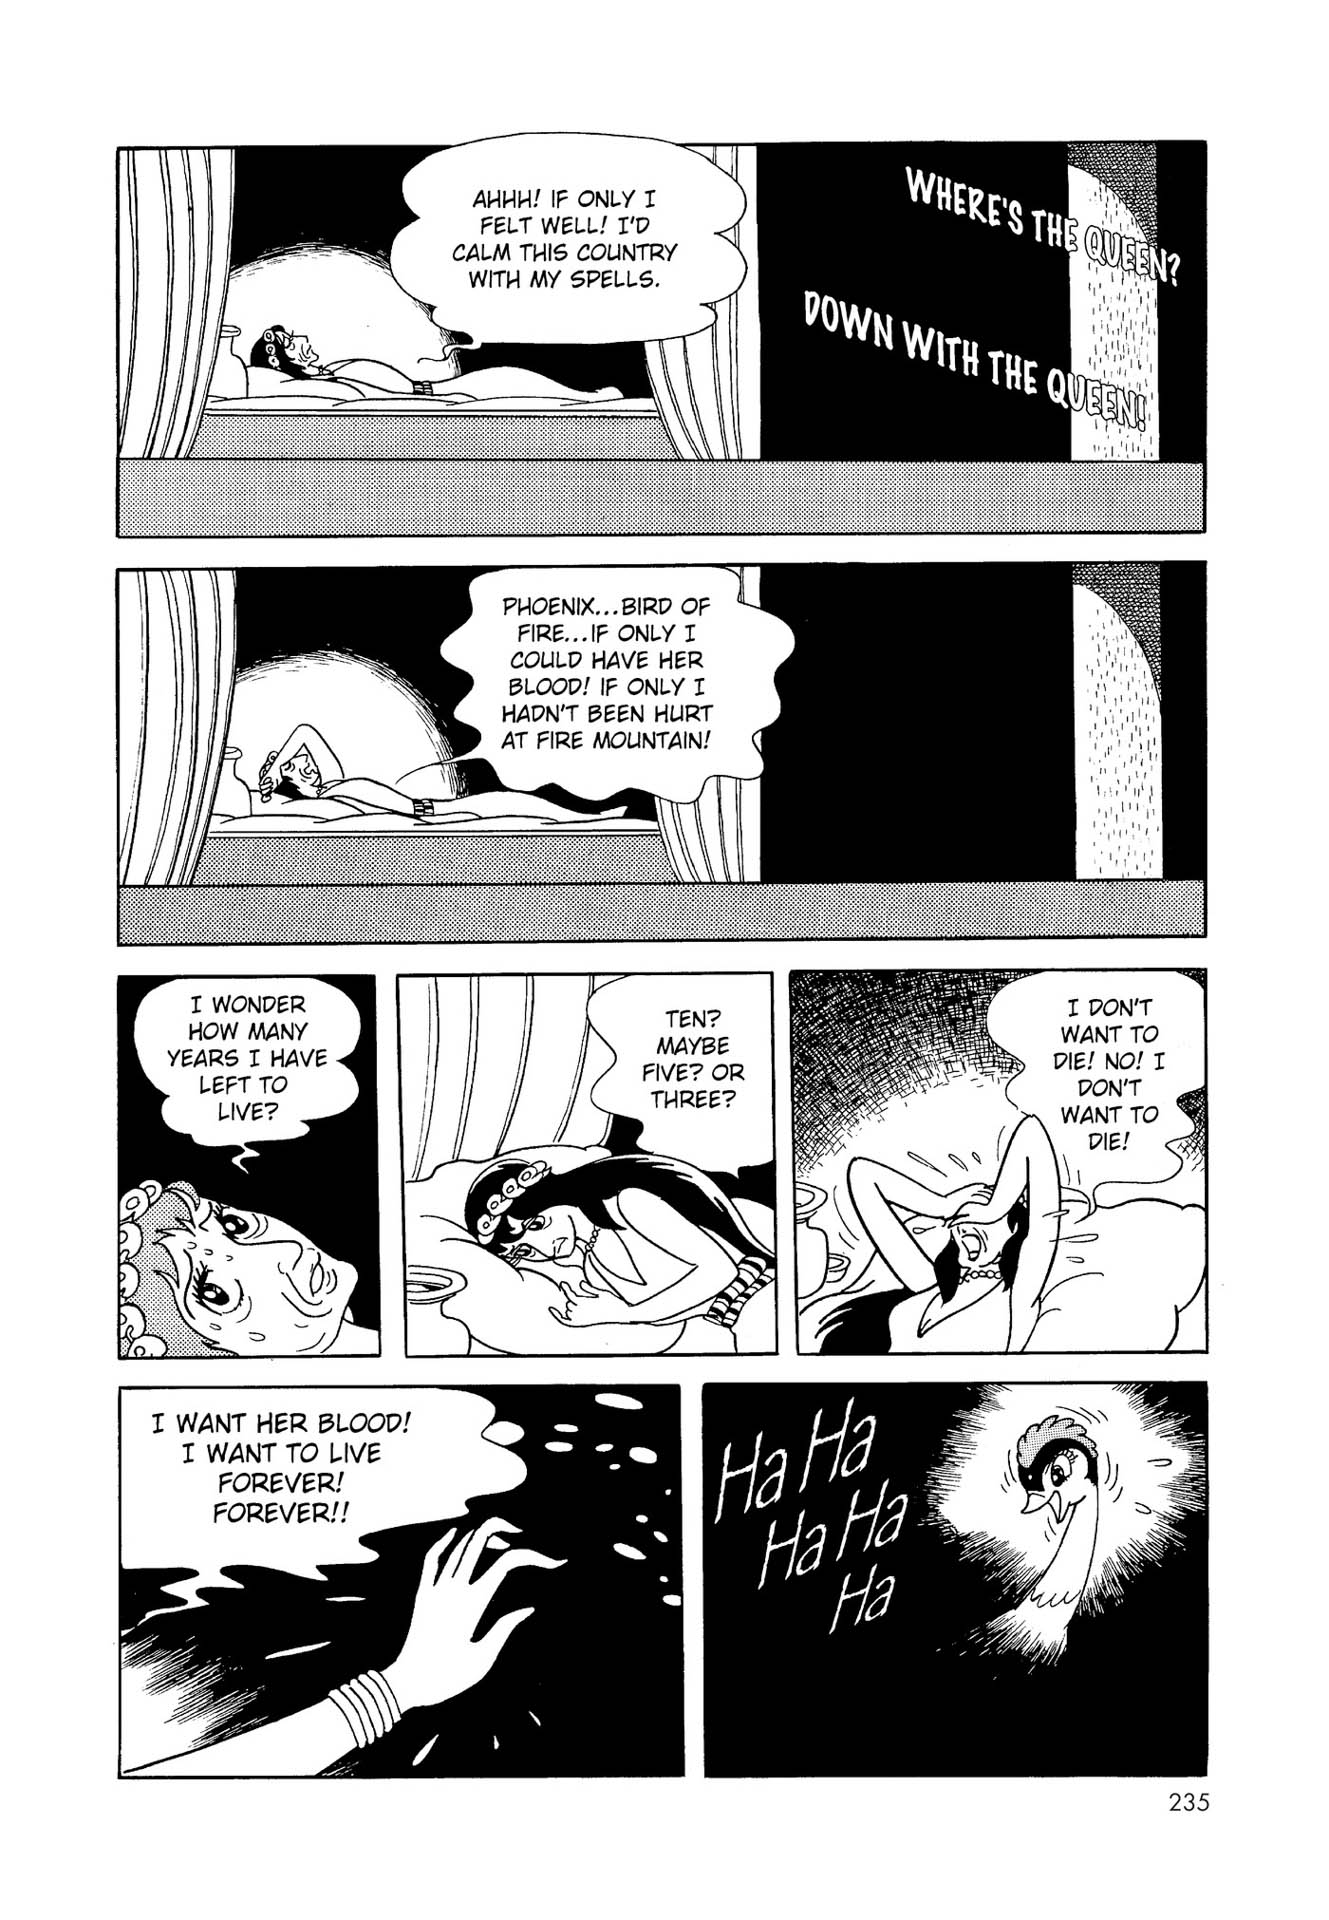 AHHH! IF ONLY I
FELT WELL! I'D
CALM THIS COUNTRY
WITH MY SPELLS.
WHERE'S THE QUEEN?
DOWN WITH THE QUEEN!
PHOENIX...BIRD OF
FIRE...IF ONLY I
COULD HAVE HER
BLOOD! IF ONLY I
HADN'T BEEN HURT
AT FIRE MOUNTAIN!
I WONDER
HOW MANY
YEARS I HAVE
LEFT TO
LIVE?
TEN?
MAYBE
FIVE? OR
THREE?
I DON'T
WANT TO
DIE! NO! I
DON'T
WANT TO
DIE!
I WANT HER BLOOD!
I WANT TO LIVE
FOREVER!
FOREVER!!
Ha Ha
Ha Ha
Ha
235